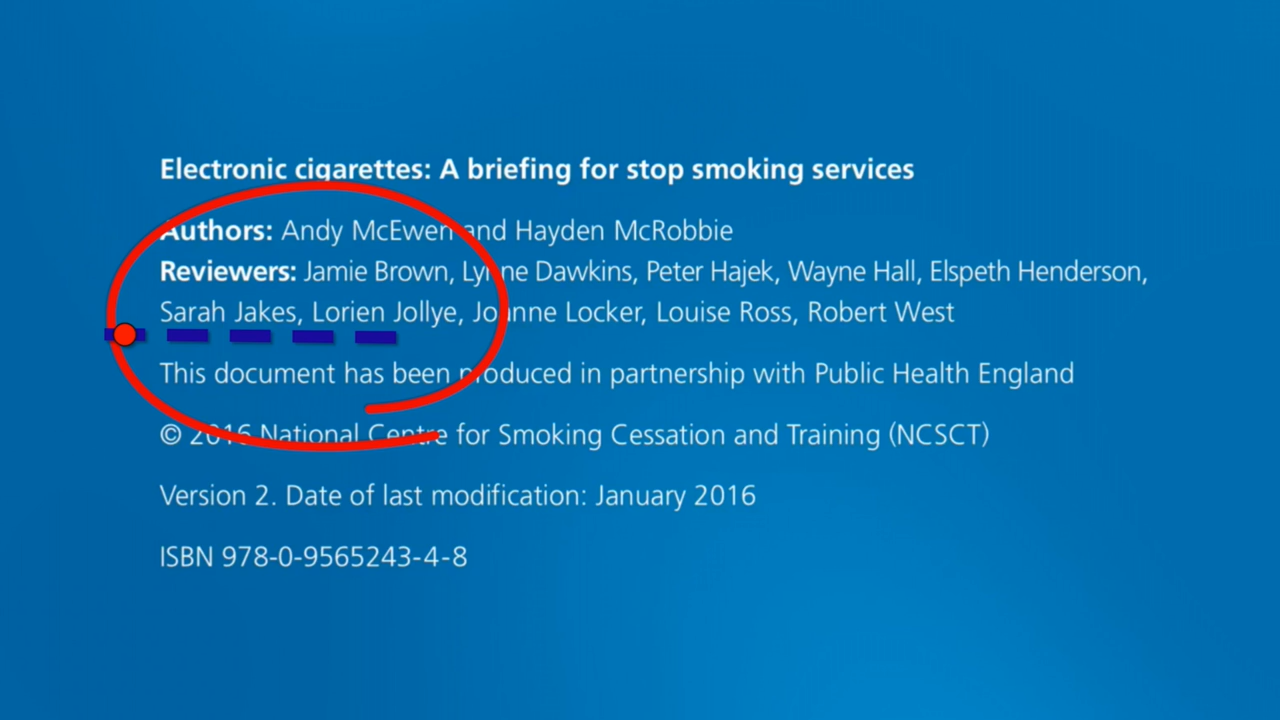 Electronic cigarettes: A briefing for stop smoking services
Authors: Andy McEwen and Hayden McRobbie
Reviewers: Jamie Brown, Lynne Dawkins, Peter Hajek, Wayne Hall, Elspeth Henderson,
Sarah Jakes, Lorien Jollye, Joanne Locker, Louise Ross, Robert West
This document has been produced in partnership with Public Health England
© 2016 National Centre for Smoking Cessation and Training (NCSCT)
Version 2. Date of last modification: January 2016
ISBN 978-0-9565243-4-8